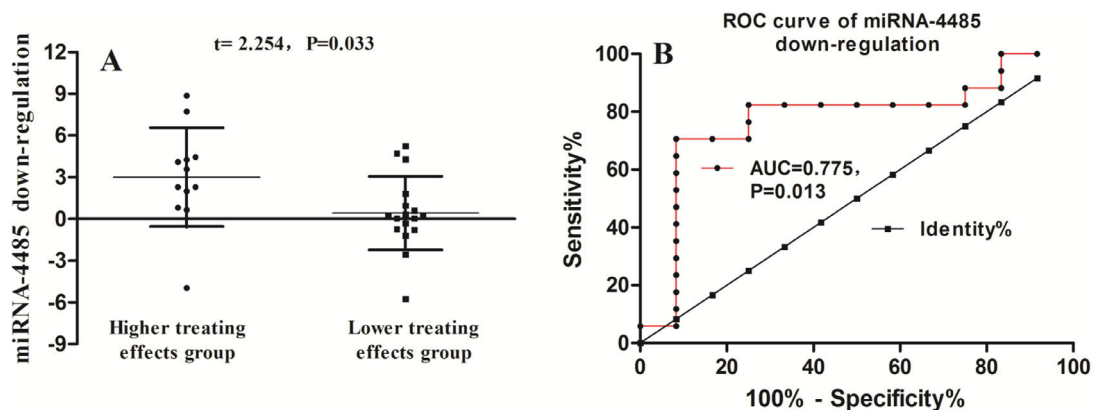 t= 2.254，P=0.033
A
miRNA-4485 down-regulation
12
9
6
3
0
-3
-6
-9
Higher treating
effects group
Lower treating
effects group
ROC curve of miRNA-4485
down-regulation
B
Sensitivity%
100
80
60
40
20
0
AUC=0.775，
P=0.013
Identity%
0 20 40 60 80 100
100% - Specificity%